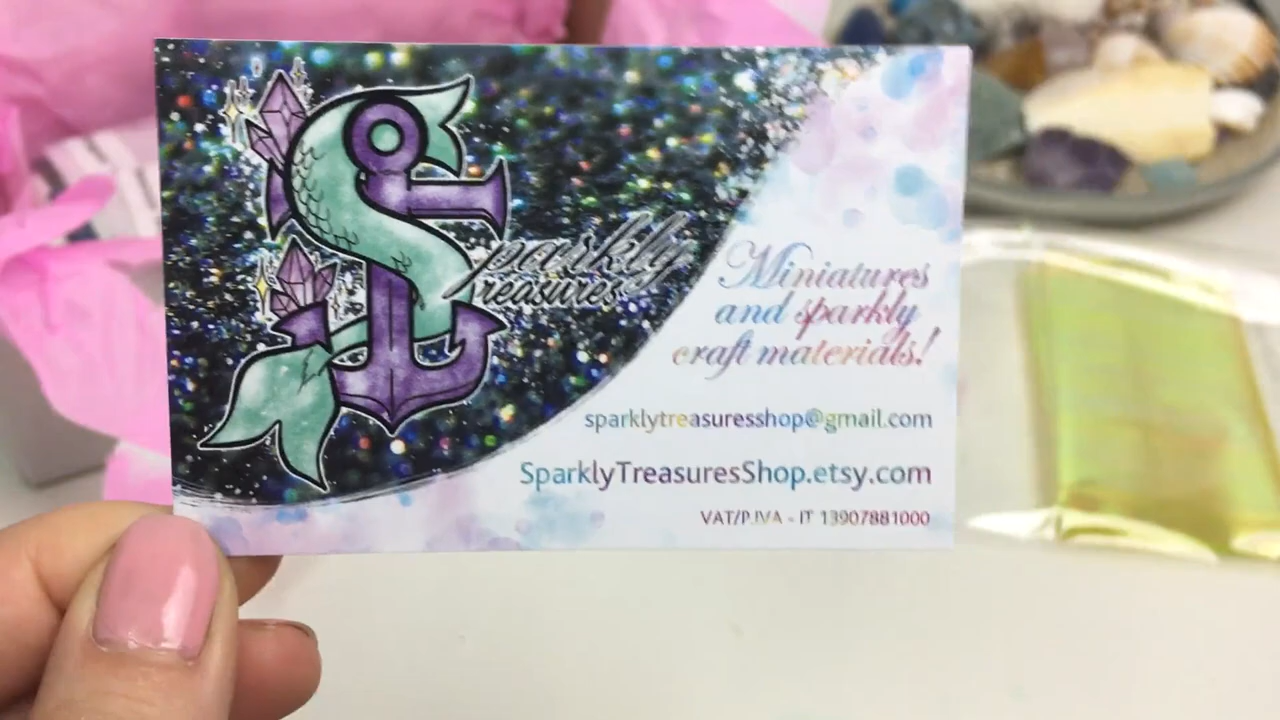 Sparkly
Treasures
Miniatures
and sparkly
craft materials!
sparklytreasuresshop@gmail.com
SparklyTreasuresShop.etsy.com
VAT/P.IVA - IT 13907881000